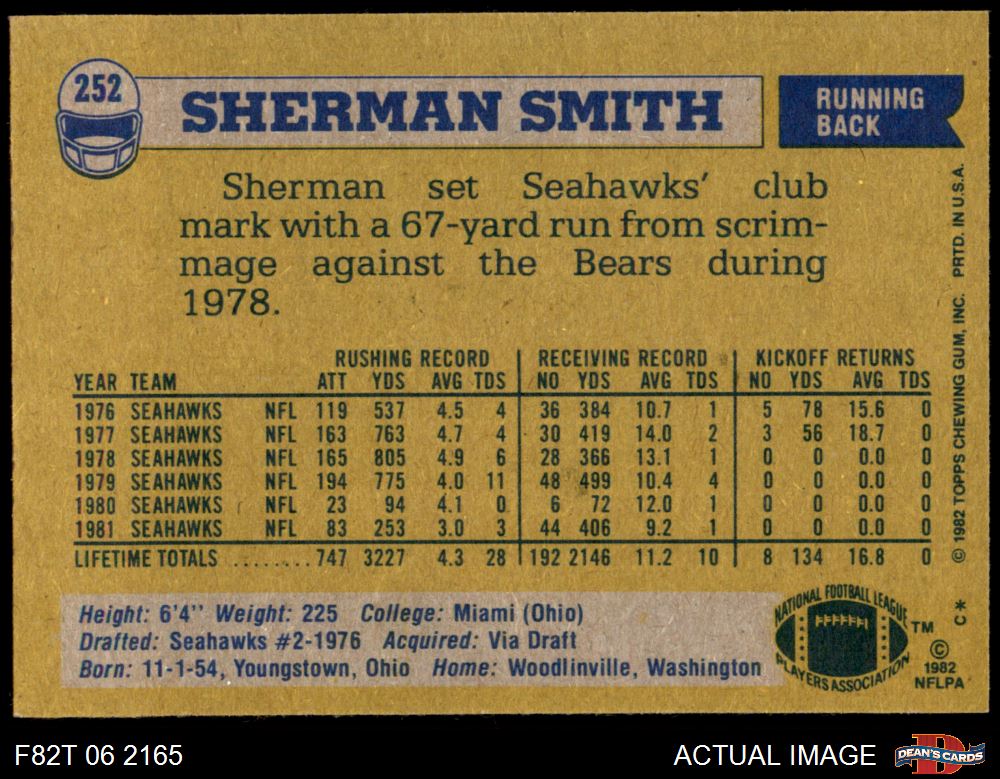 252
SHERMAN SMITH
RUNNING
BACK
Sherman set Seahawks' club
mark with a 67-yard run from scrim-
mage against the Bears during
1978.
RUSHING RECORD RECEIVING RECORD KICKOFF RETURNS
YEAR TEAM ATT YDS AVG TDS NO YDS AVG TDS NO YDS AVG TDS
1976 SEAHAWKS NFL 119 537 4.5 4 36 384 10.7 1 5 78 15.6 0
1977 SEAHAWKS NFL 163 763 4.7 4 30 419 14.0 2 3 56 18.7 0
1978 SEAHAWKS NFL 165 805 4.9 6 28 366 13.1 1 0 0 0.0 0
1979 SEAHAWKS NFL 194 775 4.0 11 48 499 10.4 4 0 0 0.0 0
1980 SEAHAWKS NFL 23 94 4.1 0 6 72 12.0 1 0 0 0.0 0
1981 SEAHAWKS NFL 83 253 3.0 3 44 406 9.2 1 0 0 0.0 0
LIFETIME TOTALS ........ 747 3227 4.3 28 192 2146 11.2 10 8 134 16.8 0
Height: 6'4'' Weight: 225 College: Miami (Ohio)
Drafted: Seahawks #2-1976 Acquired: Via Draft
Born: 11-1-54, Youngstown, Ohio Home: Woodlinville, Washington
NATIONAL FOOTBALL LEAGUE
PLAYERS ASSOCIATION
TM
©
1982
NFLPA
© 1982 TOPPS CHEWING GUM, INC. PRTD. IN U.S.A.
C*
F82T 06 2165
ACTUAL IMAGE
D
DEAN'S CARDS